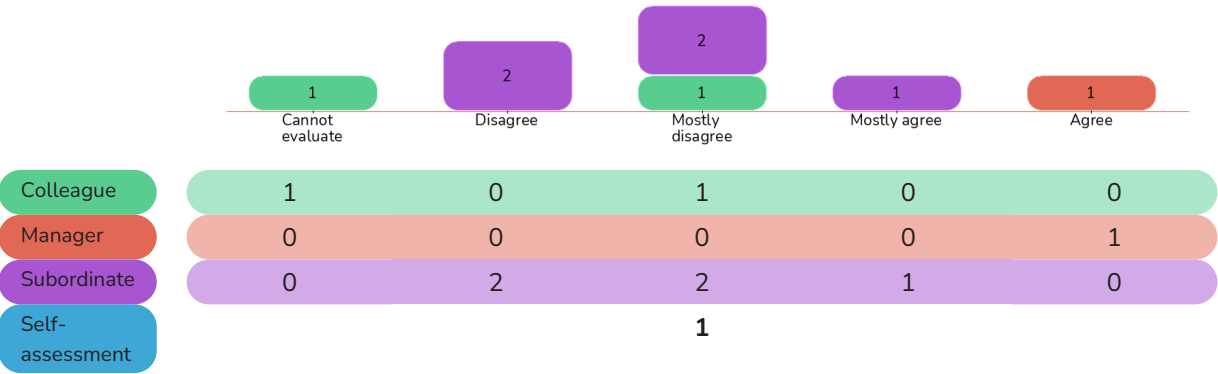 2
2
1
1
1
1
Cannot
evaluate
Disagree
Mostly
disagree
Mostly agree
Agree
Colleague 1 0 1 0 0
Manager 0 0 0 0 1
Subordinate 0 2 2 1 0
Self-
assessment
1